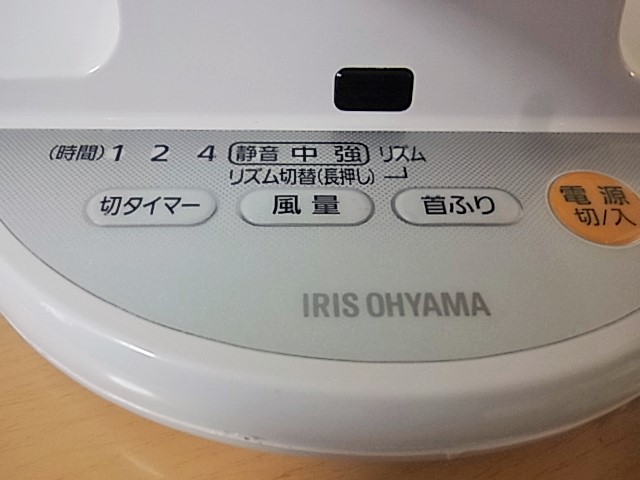 (時間) 1 2 4 静音 中 強 リズム
リズム切替(長押し)
切タイマー 風量 首ふり 電源
切/入
IRIS OHYAMA